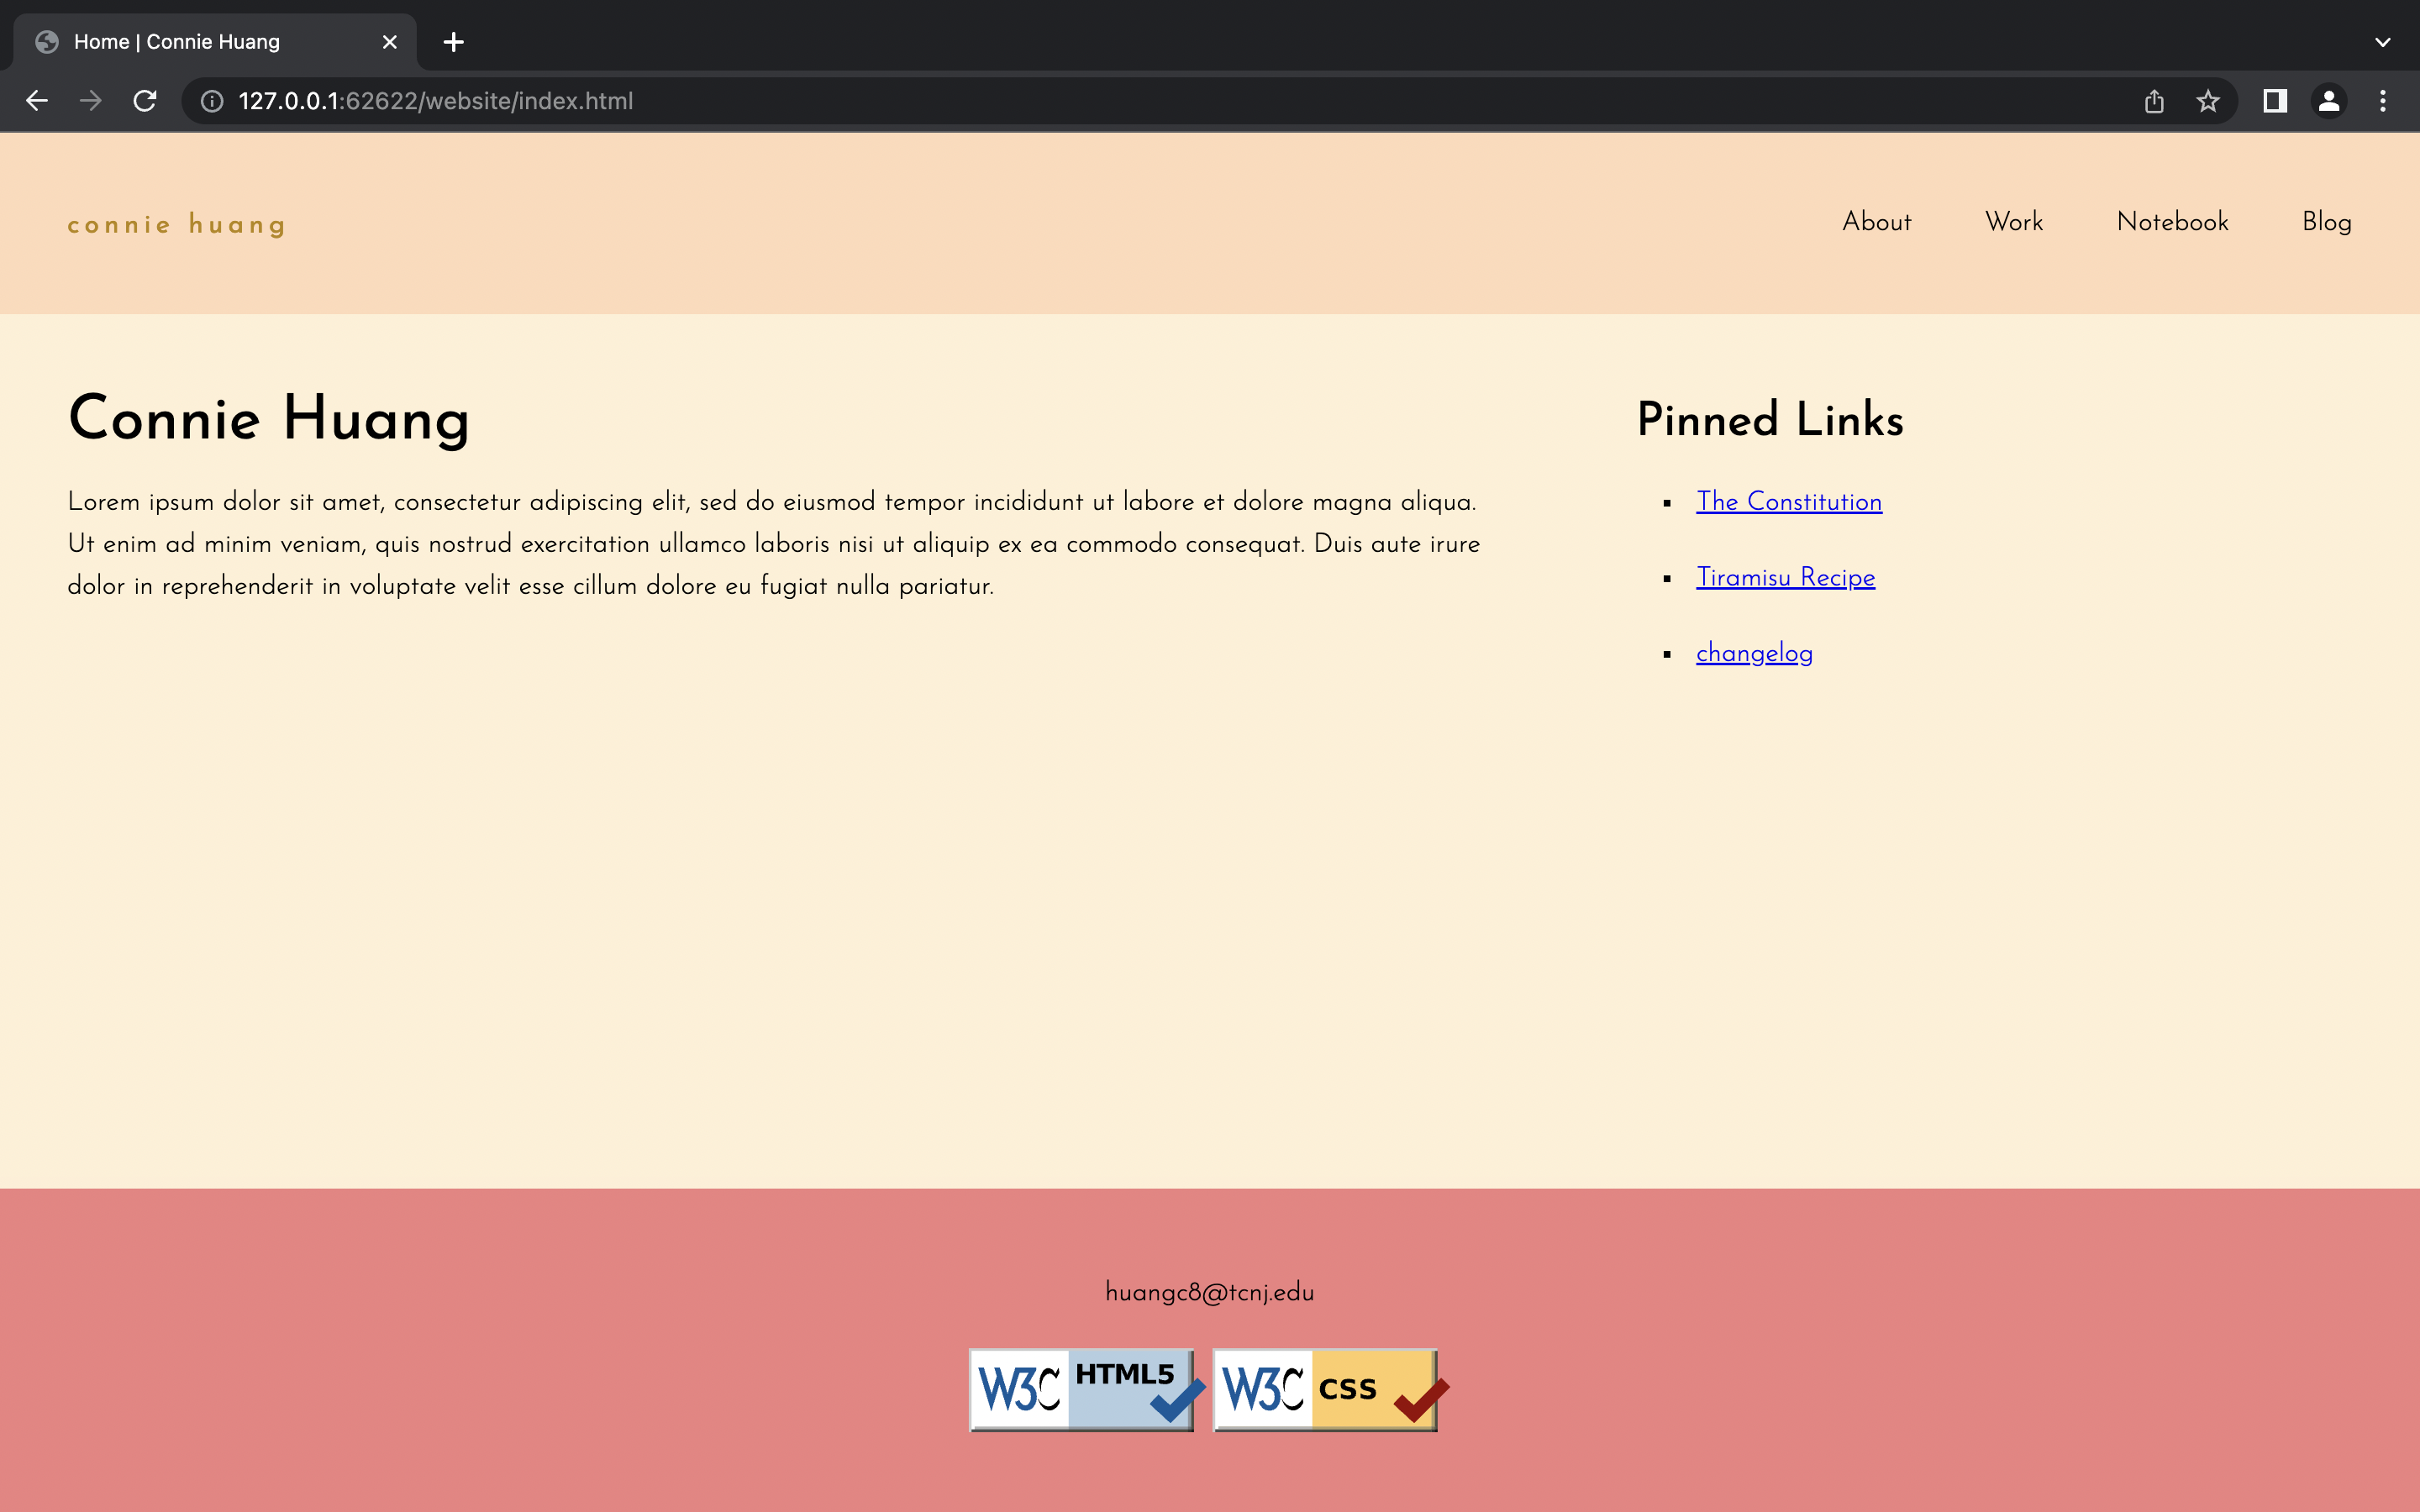 Home | Connie Huang
127.0.0.1:62622/website/index.html
connie huang
About Work Notebook Blog
Connie Huang
Lorem ipsum dolor sit amet, consectetur adipiscing elit, sed do eiusmod tempor incididunt ut labore et dolore magna aliqua.
Ut enim ad minim veniam, quis nostrud exercitation ullamco laboris nisi ut aliquip ex ea commodo consequat. Duis aute irure
dolor in reprehenderit in voluptate velit esse cillum dolore eu fugiat nulla pariatur.
Pinned Links
The Constitution
Tiramisu Recipe
changelog
huangc8@tcnj.edu
W3C HTML5 W3C CSS